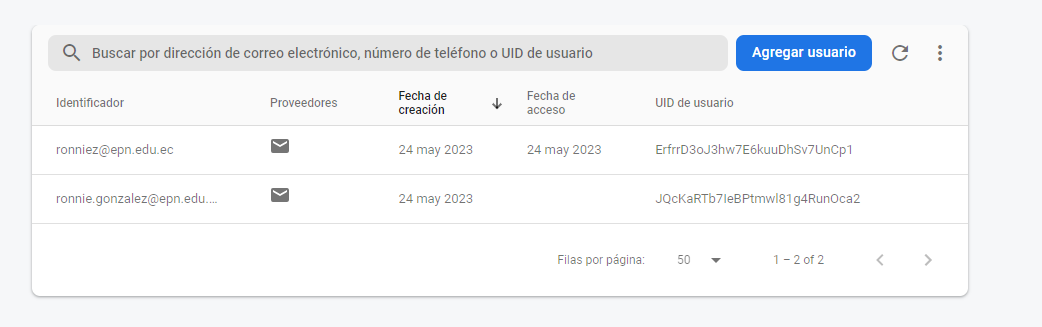 Buscar por dirección de correo electrónico, número de teléfono o UID de usuario
Agregar usuario
Identificador
Proveedores
Fecha de
creación
Fecha de
acceso
UID de usuario
ronniez@epn.edu.ec
24 may 2023
24 may 2023
ErfrrD3oJ3hw7E6kuuDhSv7UnCp1
ronnie.gonzalez@epn.edu....
24 may 2023
JQcKaRTb7IeBPtmwl81g4RunOca2
Filas por página:
50
1 – 2 of 2